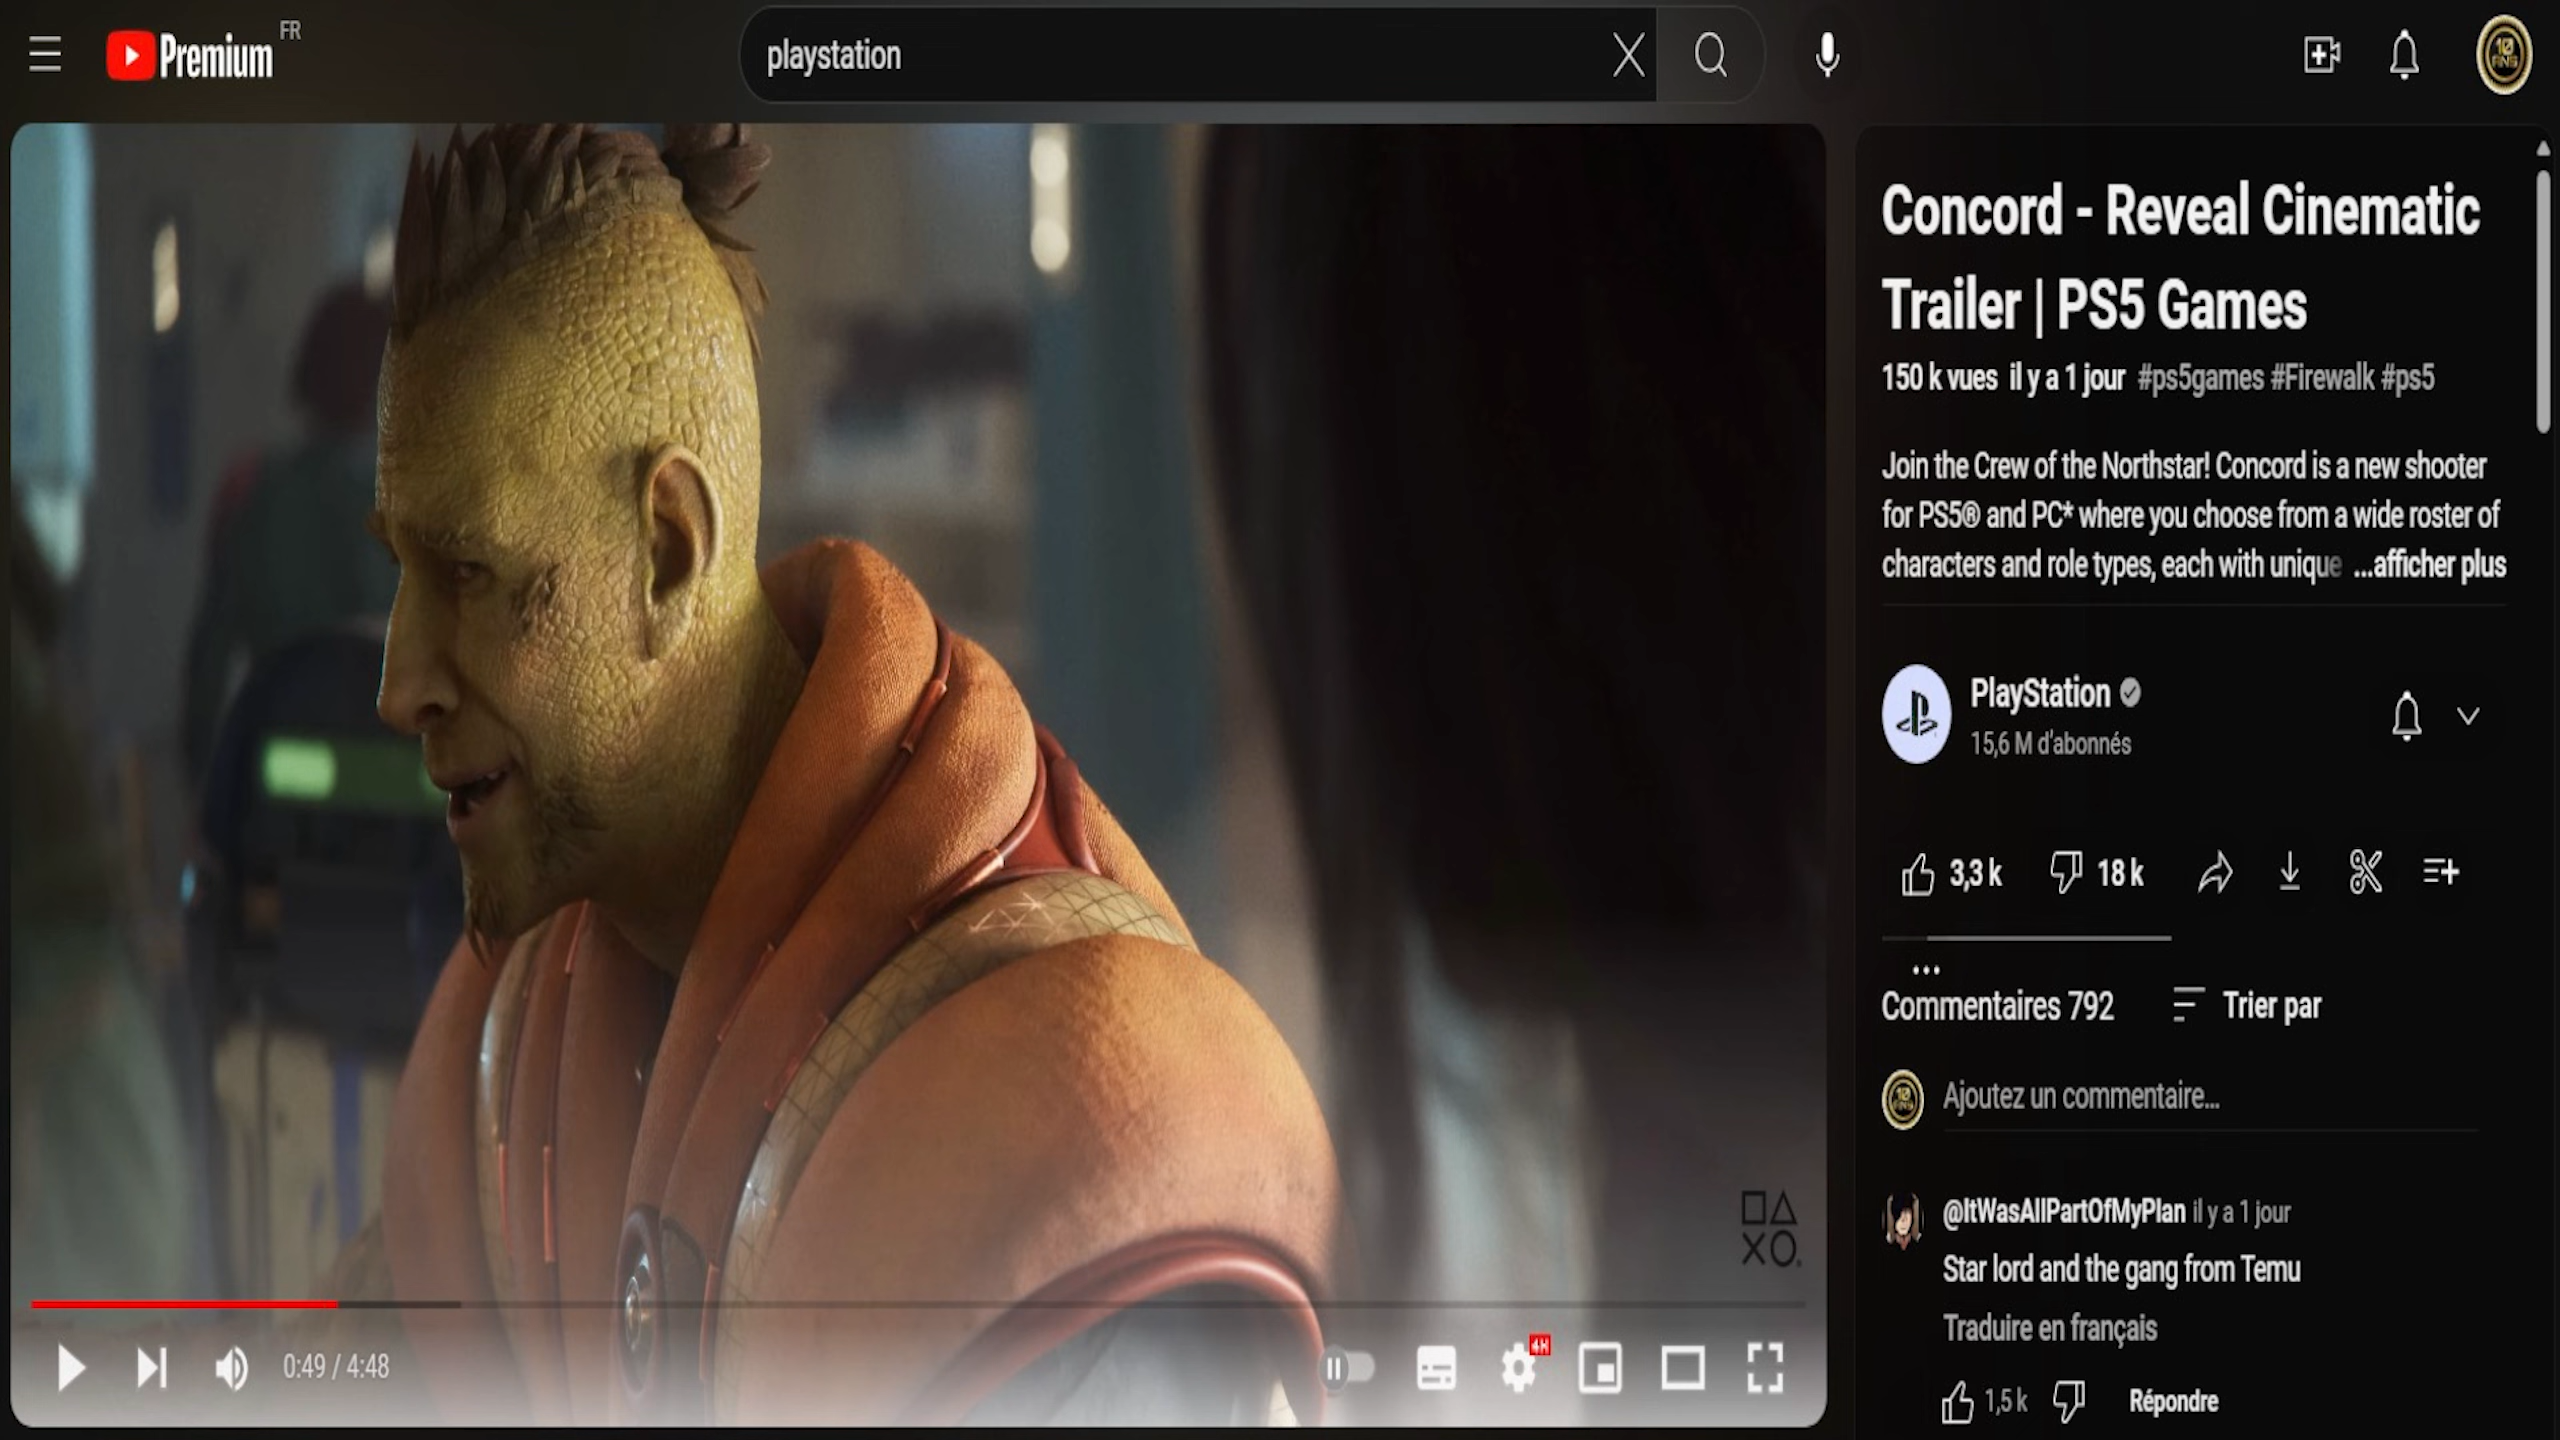 Premium FR
playstation
Concord - Reveal Cinematic
Trailer | PS5 Games
150 k vues il y a 1 jour #ps5games #Firewalk #ps5
Join the Crew of the Northstar! Concord is a new shooter
for PS5® and PC* where you choose from a wide roster of
characters and role types, each with unique ...afficher plus
PlayStation
15,6 M d'abonnés
3,3 k 18 k
...
Commentaires 792 Trier par
Ajoutez un commentaire...
@ItWasAllPartOfMyPlan il y a 1 jour
Star lord and the gang from Temu
Traduire en français
1,5 k Répondre
0:49 / 4:48